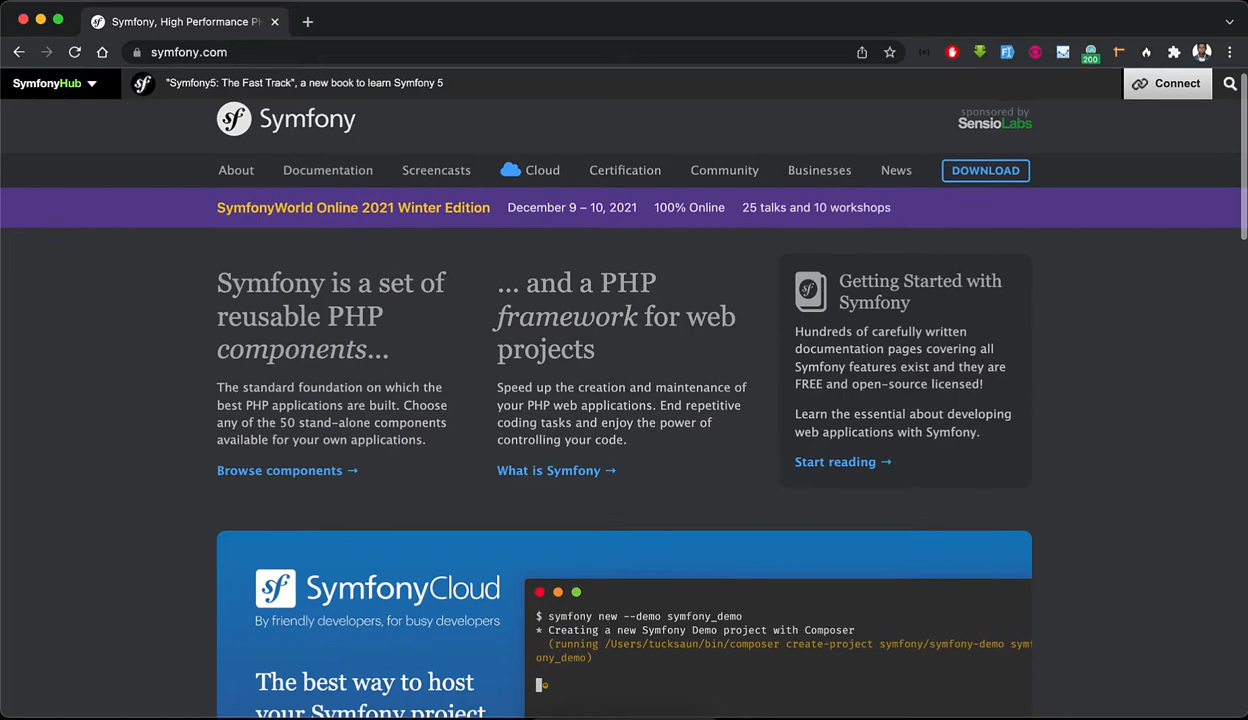 Symfony, High Performance P
symfony.com
200
SymfonyHub
"Symfony5: The Fast Track", a new book to learn Symfony 5
Connect
sf Symfony
sponsored by
SensioLabs
About Documentation Screencasts Cloud Certification Community Businesses News DOWNLOAD
SymfonyWorld Online 2021 Winter Edition December 9 – 10, 2021 100% Online 25 talks and 10 workshops
Symfony is a set of
reusable PHP
components...
The standard foundation on which the
best PHP applications are built. Choose
any of the 50 stand-alone components
available for your own applications.
Browse components →
... and a PHP
framework for web
projects
Speed up the creation and maintenance of
your PHP web applications. End repetitive
coding tasks and enjoy the power of
controlling your code.
What is Symfony →
Getting Started with
Symfony
Hundreds of carefully written
documentation pages covering all
Symfony features exist and they are
FREE and open-source licensed!
Learn the essential about developing
web applications with Symfony.
Start reading →
sf SymfonyCloud
By friendly developers, for busy developers
The best way to host
your Symfony project
$ symfony new --demo symfony_demo
* Creating a new Symfony Demo project with Composer
(running /Users/tucksaun/bin/composer create-project symfony/symfony-demo symf
ony_demo)